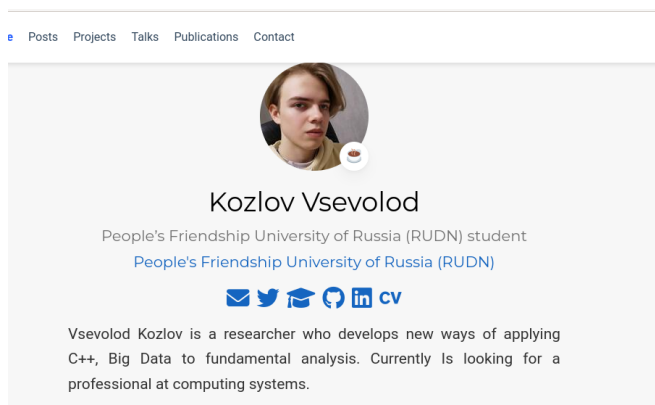 e Posts Projects Talks Publications Contact
Kozlov Vsevolod
People's Friendship University of Russia (RUDN) student
People's Friendship University of Russia (RUDN)
CV
Vsevolod Kozlov is a researcher who develops new ways of applying
C++, Big Data to fundamental analysis. Currently Is looking for a
professional at computing systems.